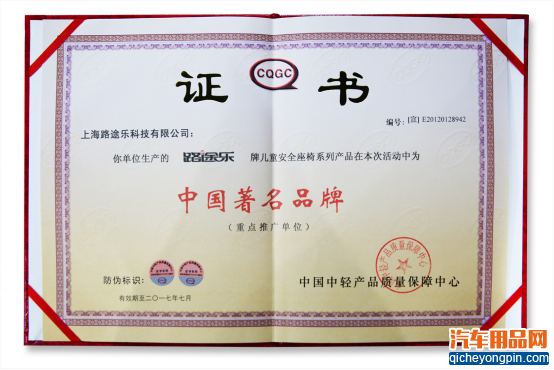 CQGC
证 书
编号:[宣] E20120128942
上海路途乐科技有限公司:
你单位生产的 路途乐 牌儿童安全座椅系列产品在本次活动中为
中国著名品牌
(重点推广单位)
防伪标识:
中国中轻产品质量保障中心
有效期至二〇一七年七月
汽车用品网
qicheyongpin.com